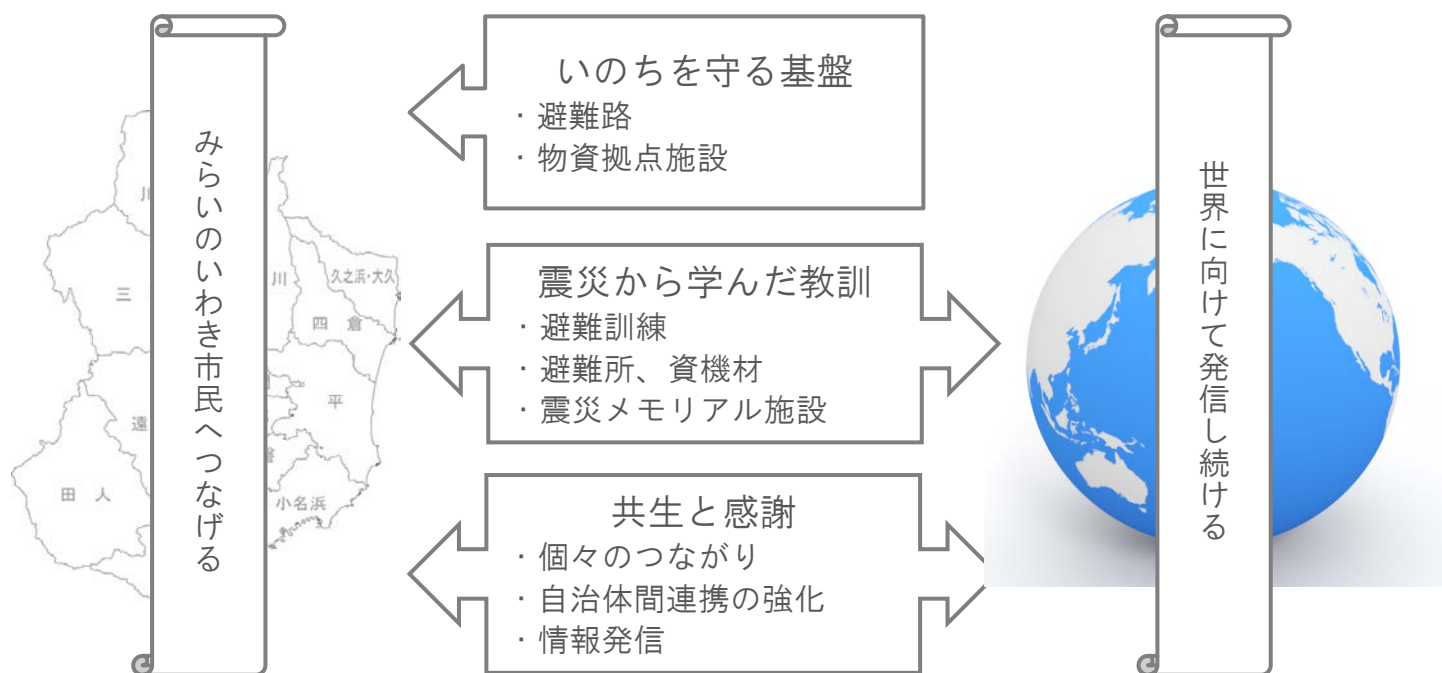 みらいのいわき市民へつなげる
いのちを守る基盤
・避難路
・物資拠点施設
震災から学んだ教訓
・避難訓練
・避難所、資機材
・震災メモリアル施設
共生と感謝
・個々のつながり
・自治体間連携の強化
・情報発信
世界に向けて発信し続ける
川
三
川
久之浜・大久
四倉
遠
平
田人
小名浜